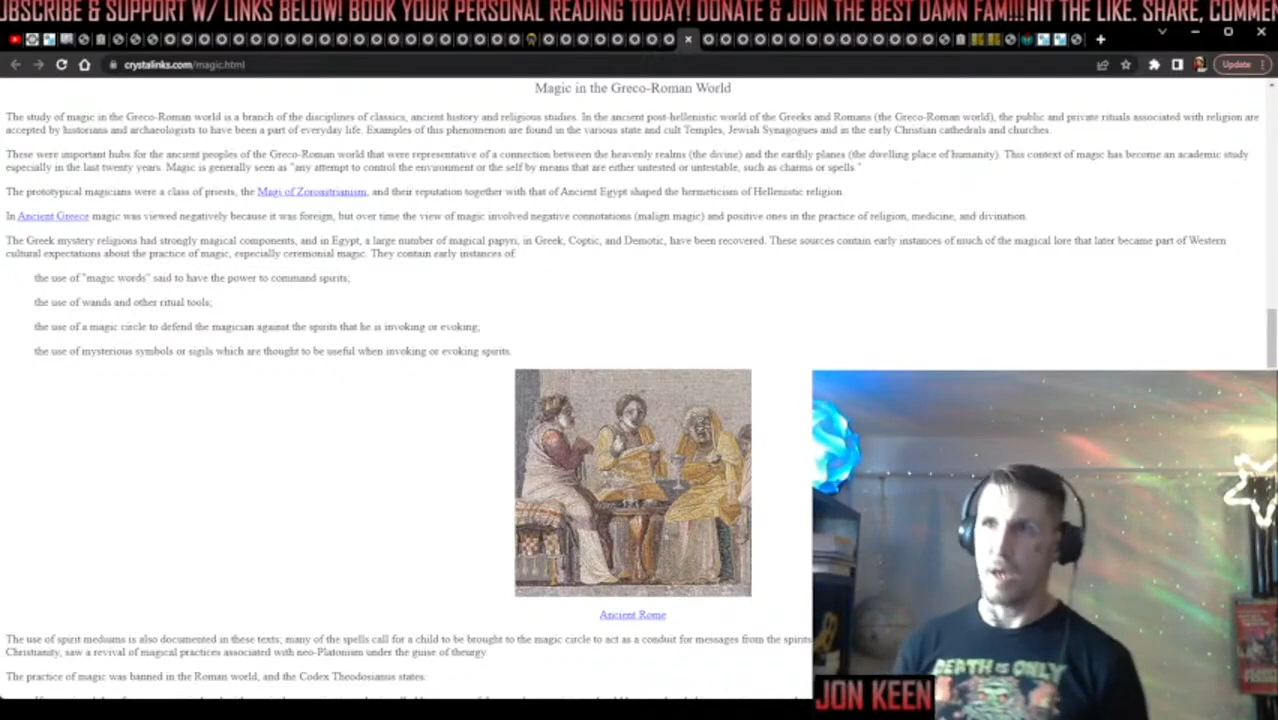 UBSCRIBE & SUPPORT W/ LINKS BELOW! BOOK YOUR PERSONAL READING TODAY! DONATE & JOIN THE BEST DAMN FAM!!! HIT THE LIKE. SHARE, COMMEN
crystalinks.com/magic.html
Update
Magic in the Greco-Roman World
The study of magic in the Greco-Roman world is a branch of the disciplines of classics, ancient history and religious studies. In the ancient post-hellenistic world of the Greeks and Romans (the Greco-Roman world), the public and private rituals associated with religion are
accepted by historians and archaeologists to have been a part of everyday life. Examples of this phenomenon are found in the various state and cult Temples, Jewish Synagogues and in the early Christian cathedrals and churches.
These were important hubs for the ancient peoples of the Greco-Roman world that were representative of a connection between the heavenly realms (the divine) and the earthly planes (the dwelling place of humanity). This context of magic has become an academic study
especially in the last twenty years. Magic is generally seen as "any attempt to control the environment or the self by means that are either untested or untestable, such as charms or spells."
The prototypical magicians were a class of priests, the Magi of Zoroastrianism, and their reputation together with that of Ancient Egypt shaped the hermeticism of Hellenistic religion.
In Ancient Greece magic was viewed negatively because it was foreign, but over time the view of magic involved negative connotations (malign magic) and positive ones in the practice of religion, medicine, and divination.
The Greek mystery religions had strongly magical components, and in Egypt, a large number of magical papyri, in Greek, Coptic, and Demotic, have been recovered. These sources contain early instances of much of the magical lore that later became part of Western
cultural expectations about the practice of magic, especially ceremonial magic. They contain early instances of:
the use of "magic words" said to have the power to command spirits;
the use of wands and other ritual tools;
the use of a magic circle to defend the magician against the spirits that he is invoking or evoking;
the use of mysterious symbols or sigils which are thought to be useful when invoking or evoking spirits.
Ancient Rome
The use of spirit mediums is also documented in these texts; many of the spells call for a child to be brought to the magic circle to act as a conduit for messages from the spirits
Christianity, saw a revival of magical practices associated with neo-Platonism under the guise of theurgy.
The practice of magic was banned in the Roman world, and the Codex Theodosianus states:
DEATH IS ONLY
JON KEEN